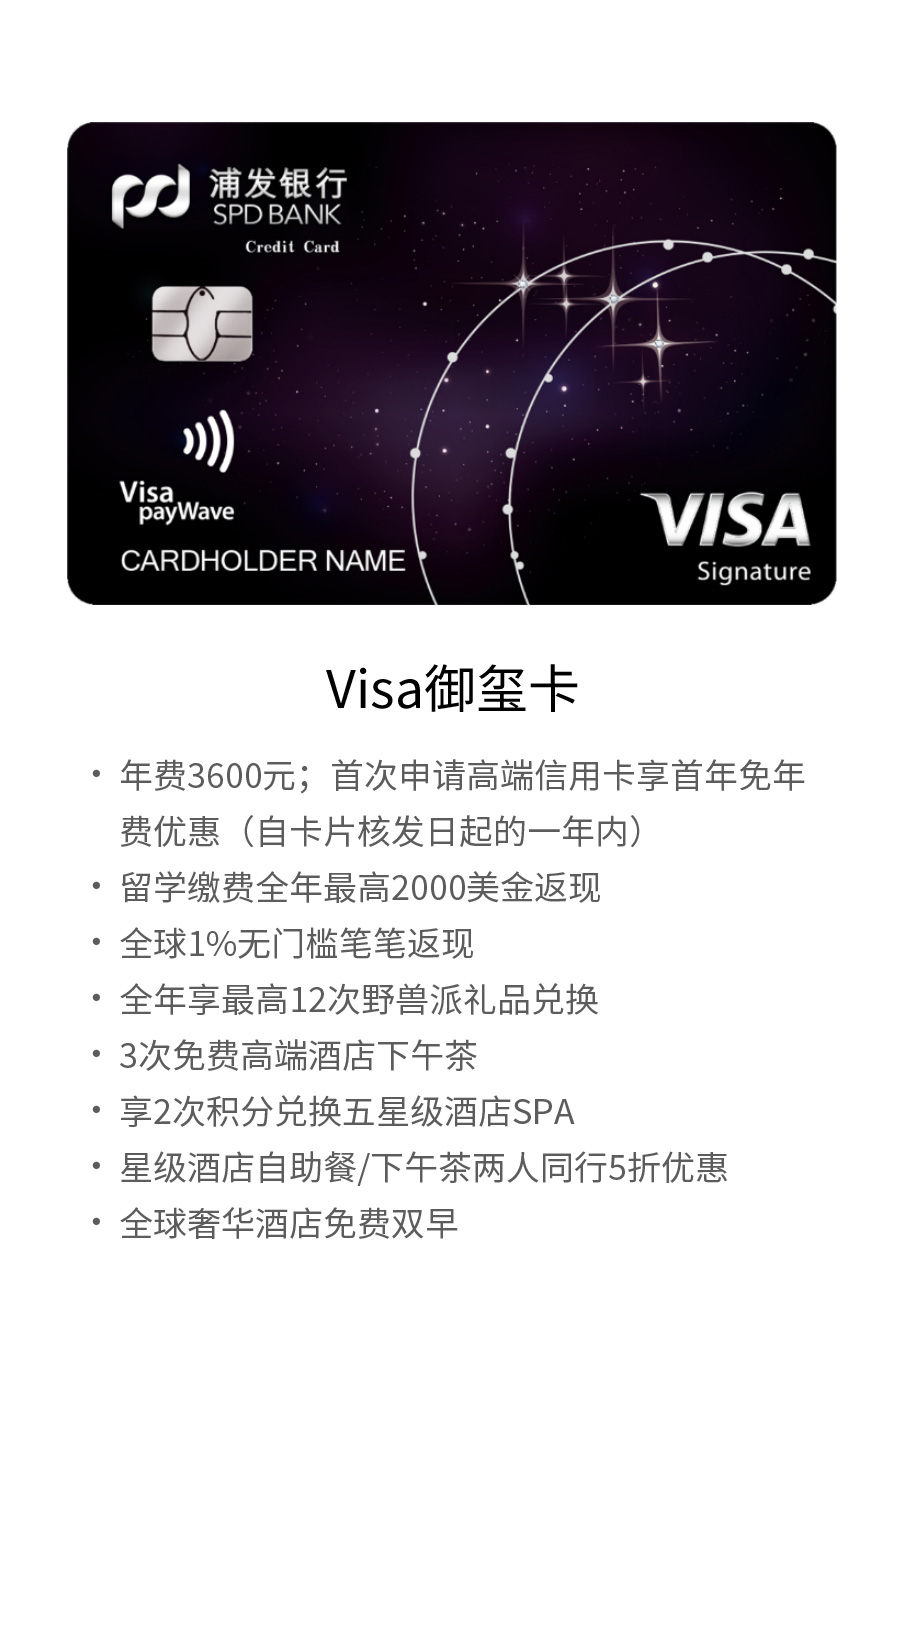 浦发银行
SPD BANK
Credit Card
Visa
payWave
CARDHOLDER NAME
VISA
Signature
Visa御玺卡
· 年费3600元；首次申请高端信用卡享首年免年
费优惠（自卡片核发日起的一年内）
· 留学缴费全年最高2000美金返现
· 全球1%无门槛笔笔返现
· 全年享最高12次野兽派礼品兑换
· 3次免费高端酒店下午茶
· 享2次积分兑换五星级酒店SPA
· 星级酒店自助餐/下午茶两人同行5折优惠
· 全球奢华酒店免费双早